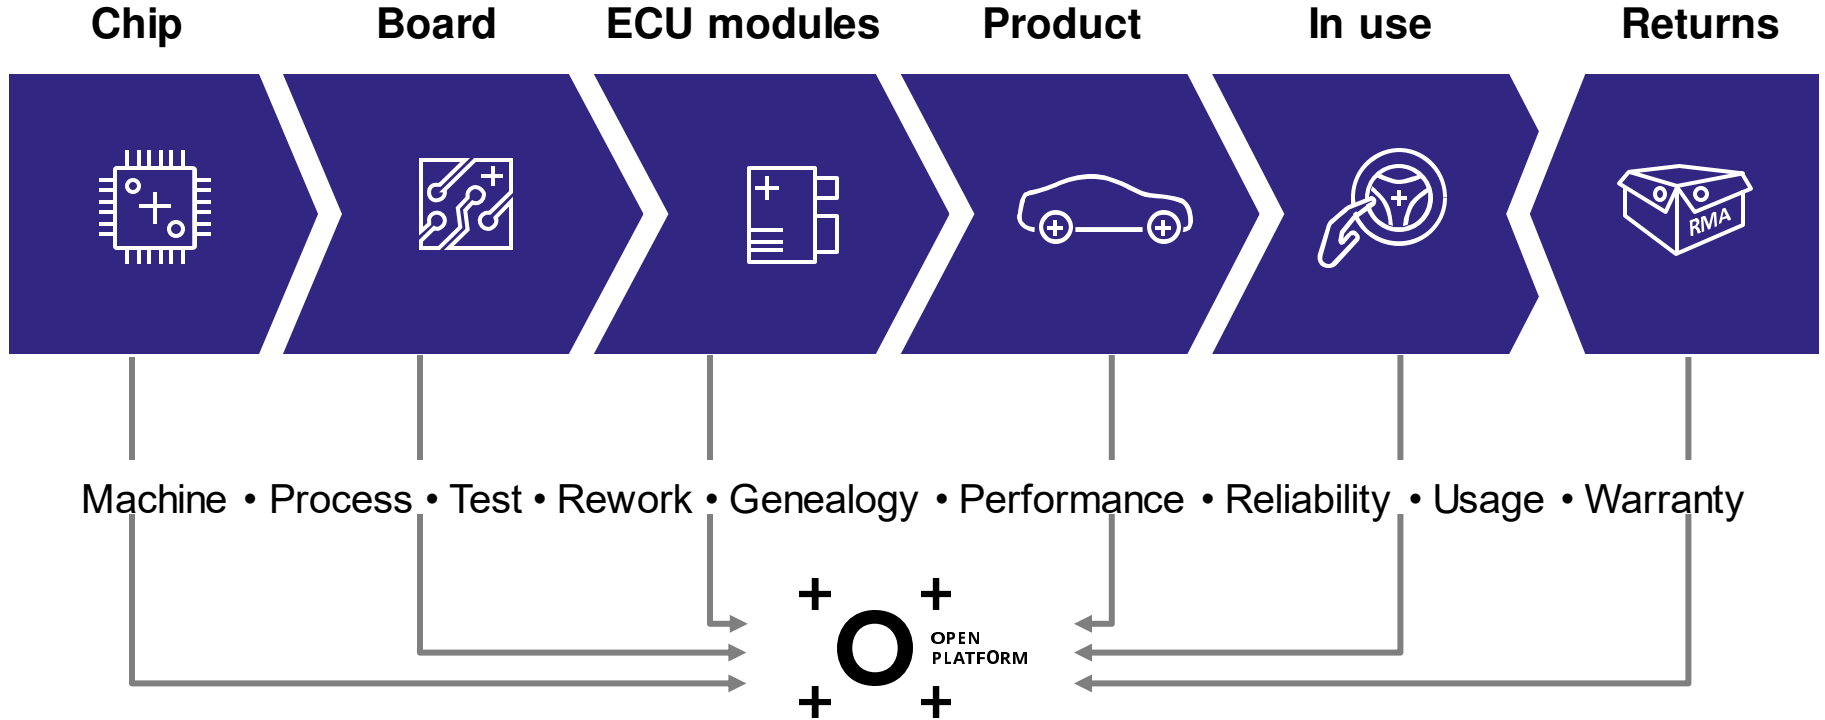 Chip Board ECU modules Product In use Returns
RMA
Machine • Process • Test • Rework • Genealogy • Performance • Reliability • Usage • Warranty
OPEN
PLATFORM